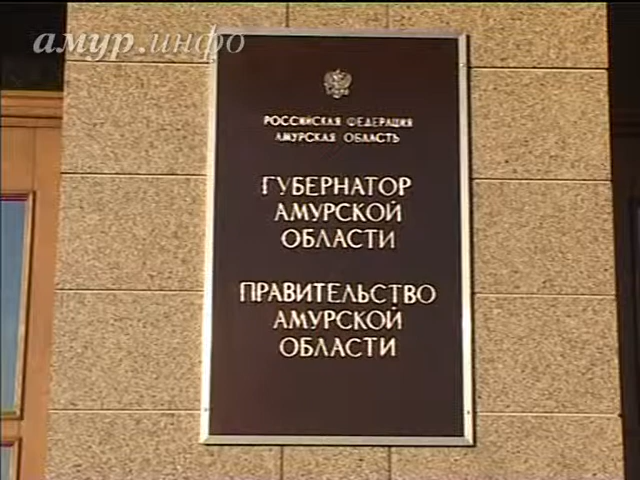 амур.инфо
РОССИЙСКАЯ ФЕДЕРАЦИЯ
АМУРСКАЯ ОБЛАСТЬ
ГУБЕРНАТОР
АМУРСКОЙ
ОБЛАСТИ
ПРАВИТЕЛЬСТВО
АМУРСКОЙ
ОБЛАСТИ